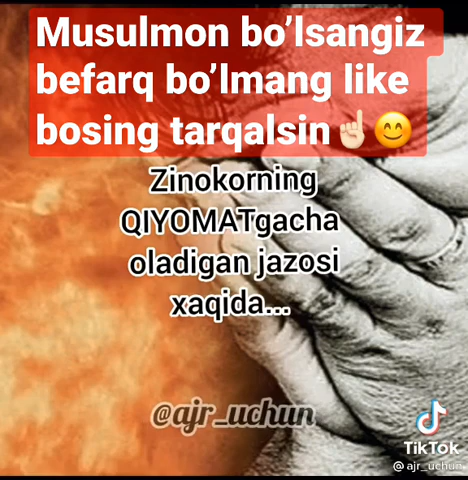 Musulmon bo’lsangiz
befarq bo’lmang like
bosing tarqalsin☝🏻😊
Zinokorning
QIYOMATgacha
oladigan jazosi
xaqida...
@ajr_uchun
TikTok
@ajr_uchun